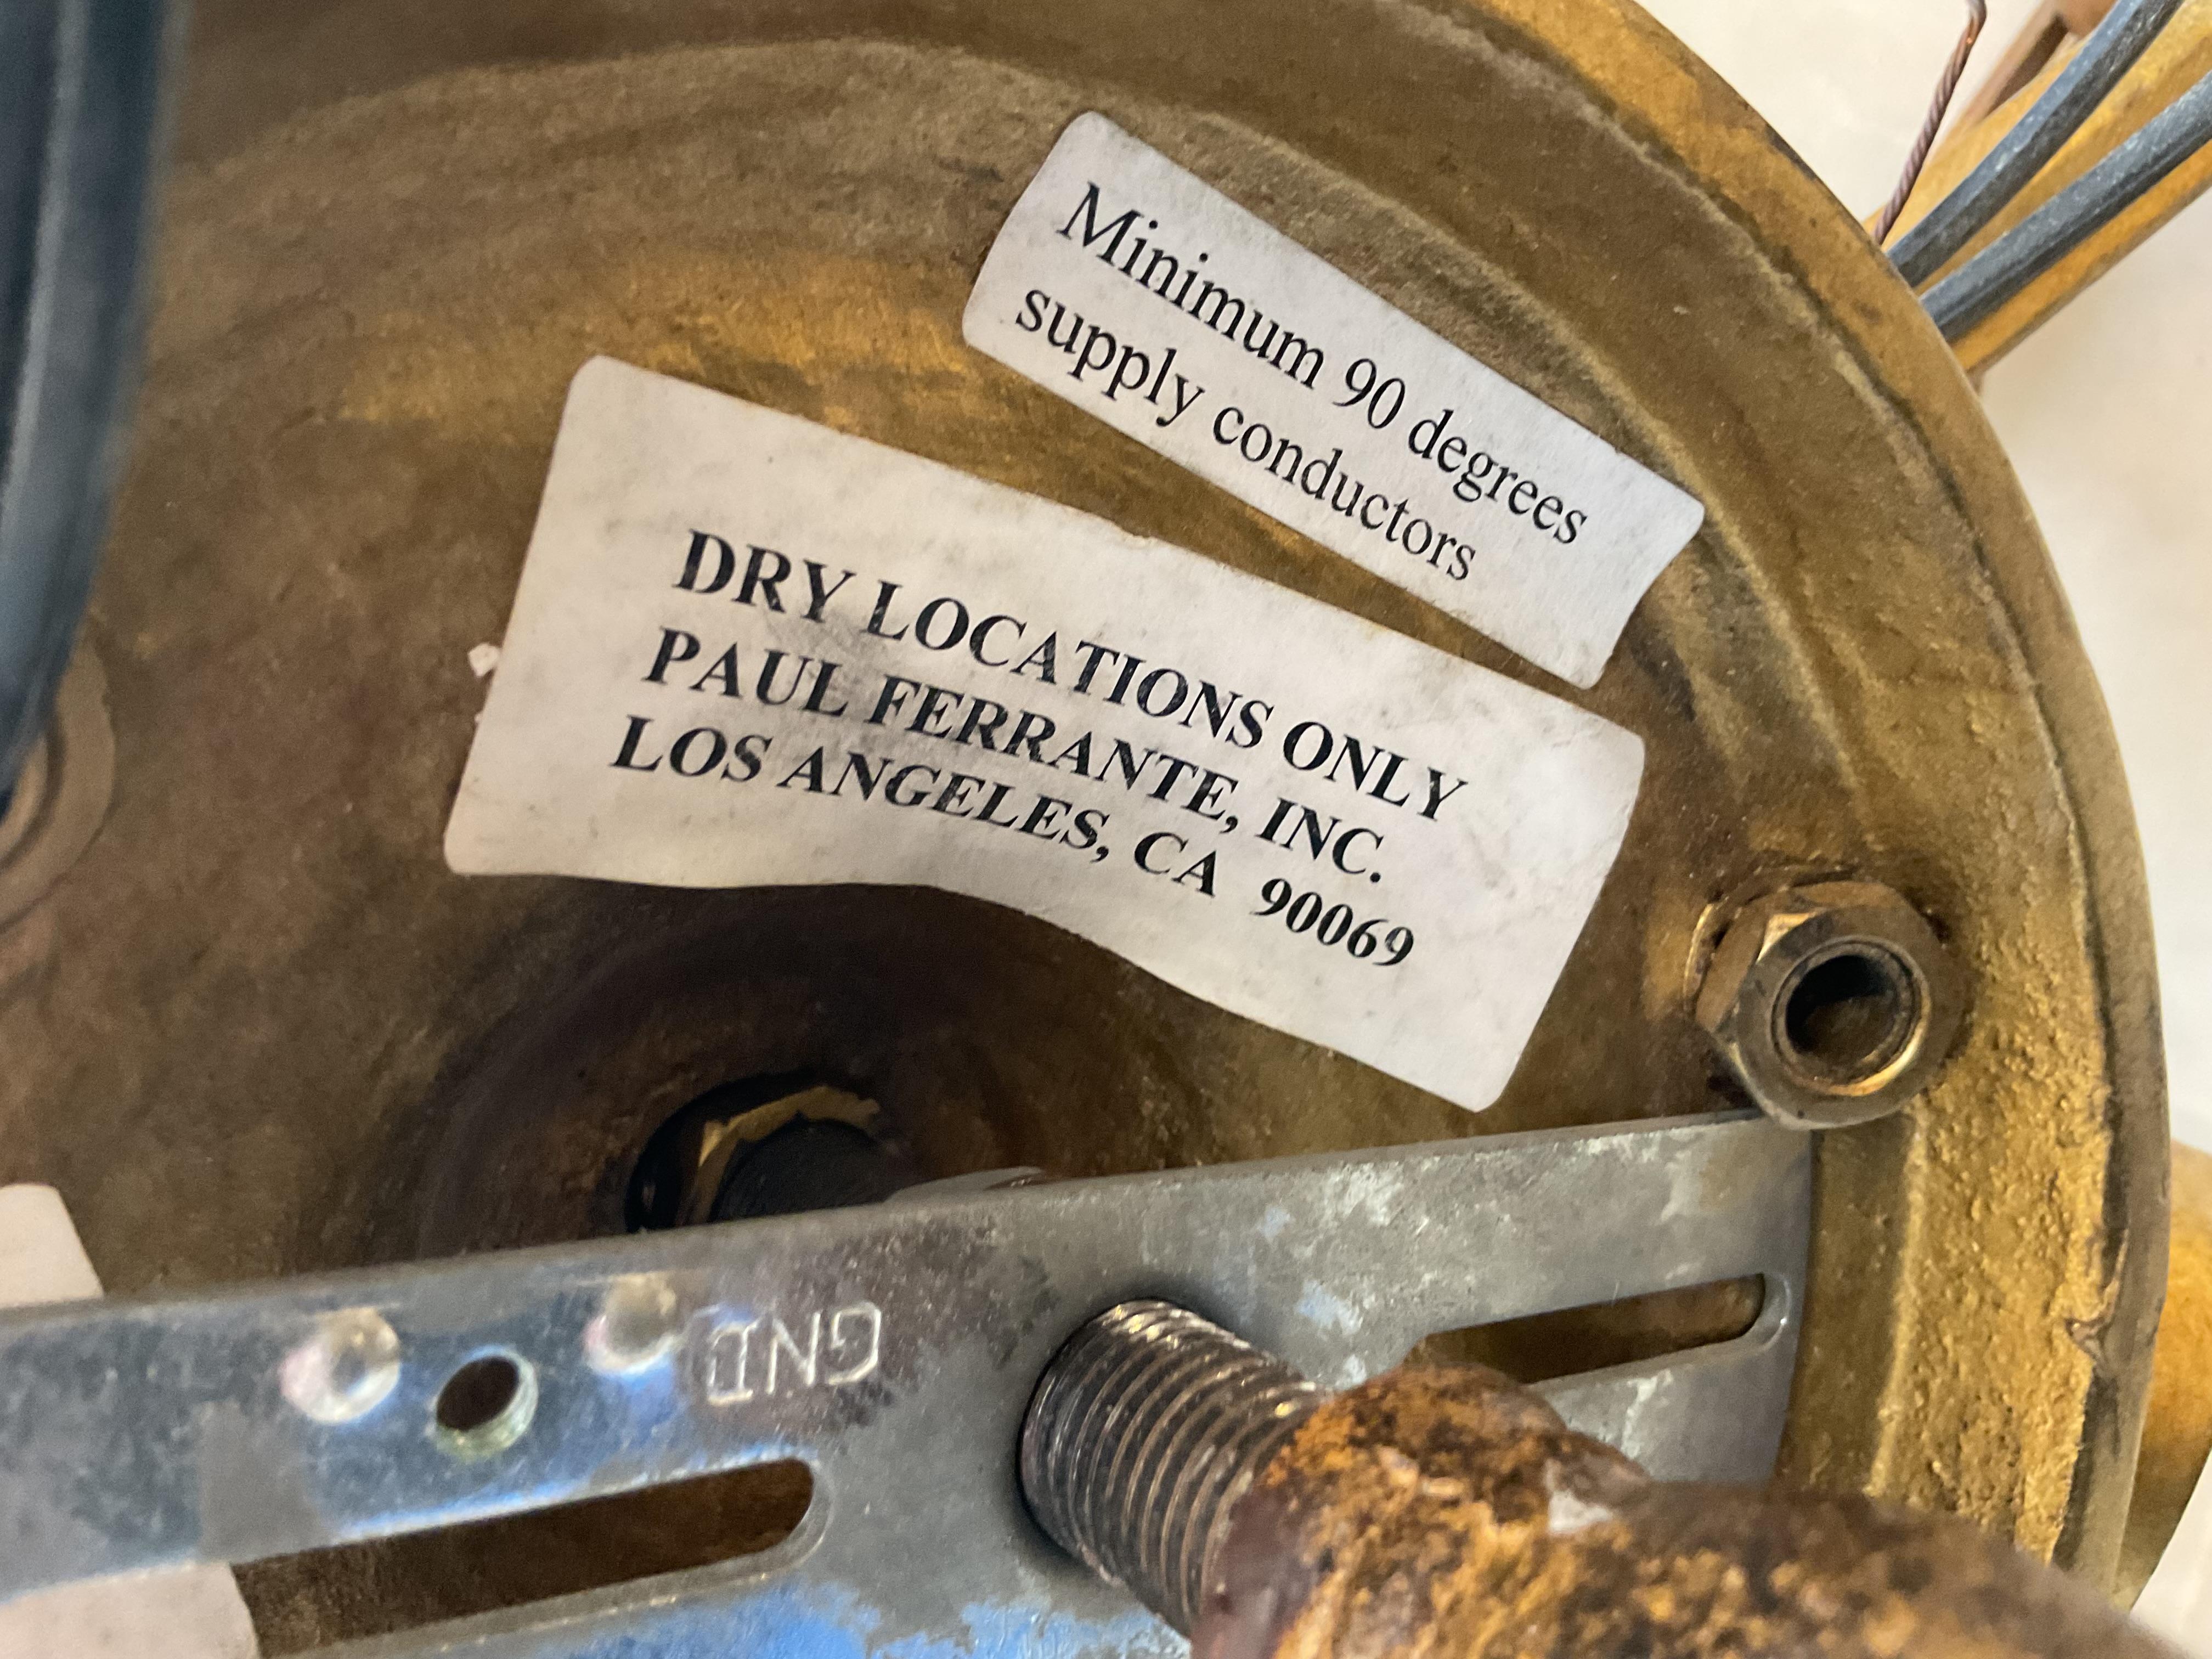 Minimum 90 degrees
supply conductors
DRY LOCATIONS ONLY
PAUL FERRANTE, INC.
LOS ANGELES, CA 90069
GND